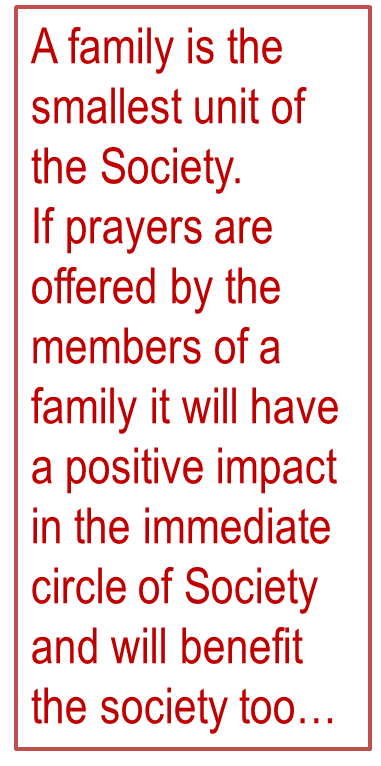 A family is the
smallest unit of
the Society.
If prayers are
offered by the
members of a
family it will have
a positive impact
in the immediate
circle of Society
and will benefit
the society too…